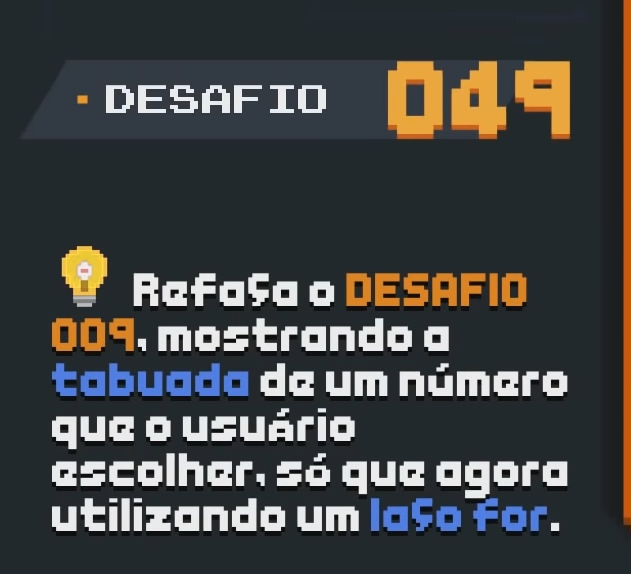 DESAFIO 049
Refaça o DESAFIO
009, mostrando a
tabuada de um número
que o usuário
escolher, só que agora
utilizando um laço for.